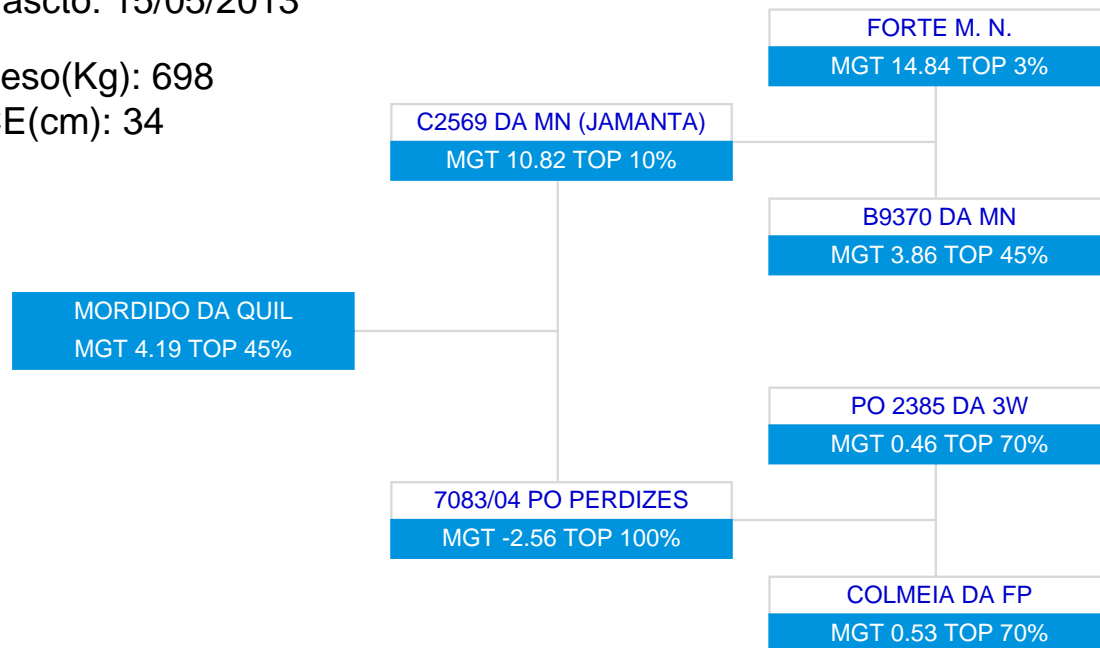 ascto: 15/05/2013
eso(Kg): 698
E(cm): 34
FORTE M. N.
MGT 14.84 TOP 3%
C2569 DA MN (JAMANTA)
MGT 10.82 TOP 10%
B9370 DA MN
MGT 3.86 TOP 45%
MORDIDO DA QUIL
MGT 4.19 TOP 45%
PO 2385 DA 3W
MGT 0.46 TOP 70%
7083/04 PO PERDIZES
MGT -2.56 TOP 100%
COLMEIA DA FP
MGT 0.53 TOP 70%